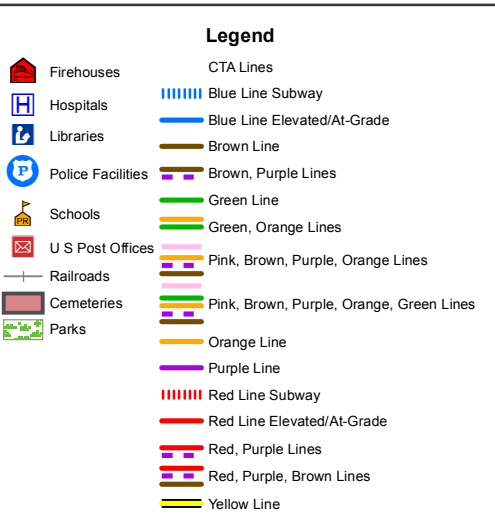 Legend
Firehouses
H Hospitals
Libraries
P Police Facilities
PR Schools
U S Post Offices
Railroads
Cemeteries
Parks
CTA Lines
Blue Line Subway
Blue Line Elevated/At-Grade
Brown Line
Brown, Purple Lines
Green Line
Green, Orange Lines
Pink, Brown, Purple, Orange Lines
Pink, Brown, Purple, Orange, Green Lines
Orange Line
Purple Line
Red Line Subway
Red Line Elevated/At-Grade
Red, Purple Lines
Red, Purple, Brown Lines
Yellow Line